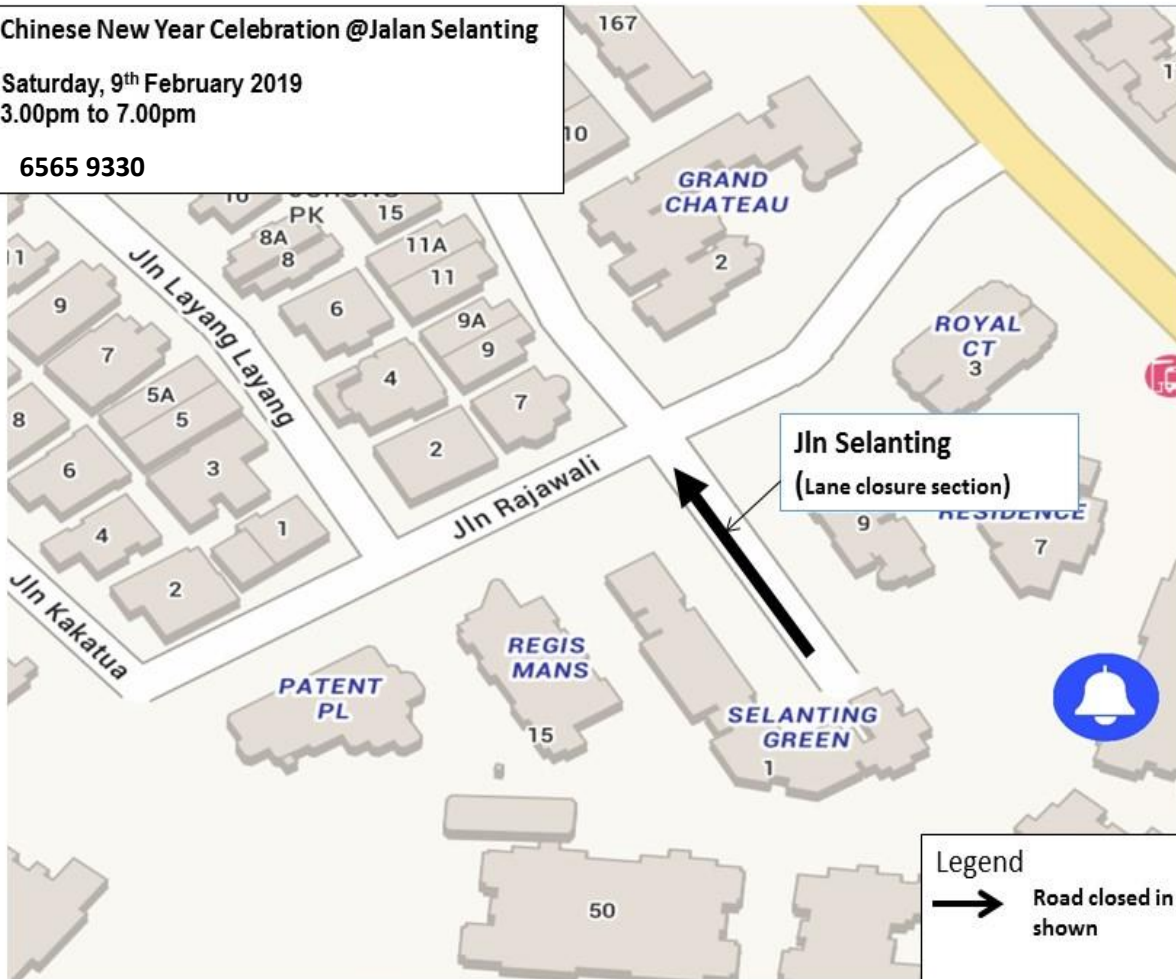 Chinese New Year Celebration @Jalan Selanting
Saturday, 9th February 2019
3.00pm to 7.00pm
6565 9330
167
10
GRAND
CHATEAU
2
PK
15
8A
8
11A
11
6
9A
9
4
7
2
Jln Layang Layang
11
9
7
5A
5
8
3
6
4
1
2
Jln Rajawali
Jln Kakatua
ROYAL
CT
3
Jln Selanting
(Lane closure section)
9
RESIDENCE
7
REGIS
MANS
15
PATENT
PL
SELANTING
GREEN
1
50
Legend
Road closed in
shown